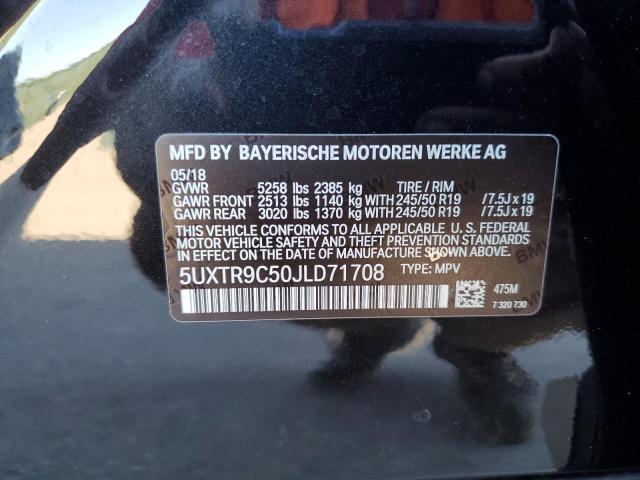 MFD BY BAYERISCHE MOTOREN WERKE AG
05/18
GVWR 5258 lbs 2385 kg TIRE / RIM
GAWR FRONT 2513 lbs 1140 kg WITH 245/50 R19 /7.5J x 19
GAWR REAR 3020 lbs 1370 kg WITH 245/50 R19 /7.5J x 19
THIS VEHICLE CONFORMS TO ALL APPLICABLE U. S. FEDERAL
MOTOR VEHICLE SAFETY AND THEFT PREVENTION STANDARDS
IN EFFECT ON THE DATE OF MANUFACTURE SHOWN ABOVE.
5UXTR9C50JLD71708 TYPE: MPV
475M
7 320 730